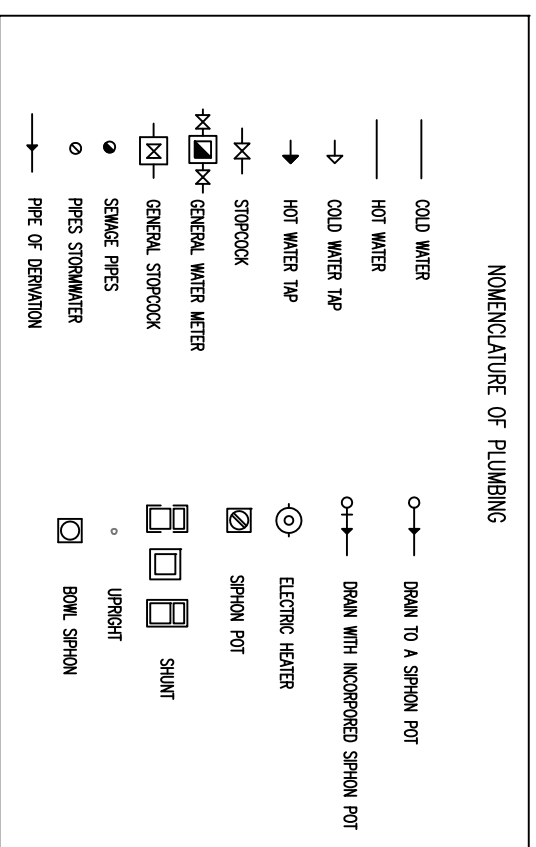 NOMENCLATURE OF PLUMBING
COLD WATER
HOT WATER
COLD WATER TAP
HOT WATER TAP
STOPCOCK
GENERAL WATER METER
GENERAL STOPCOCK
SEWAGE PIPES
PIPES STORMWATER
PIPE OF DERIVATION
DRAIN TO A SIPHON POT
DRAIN WITH INCORPORED SIPHON POT
ELECTRIC HEATER
SIPHON POT
SHUNT
UPRIGHT
BOWL SIPHON